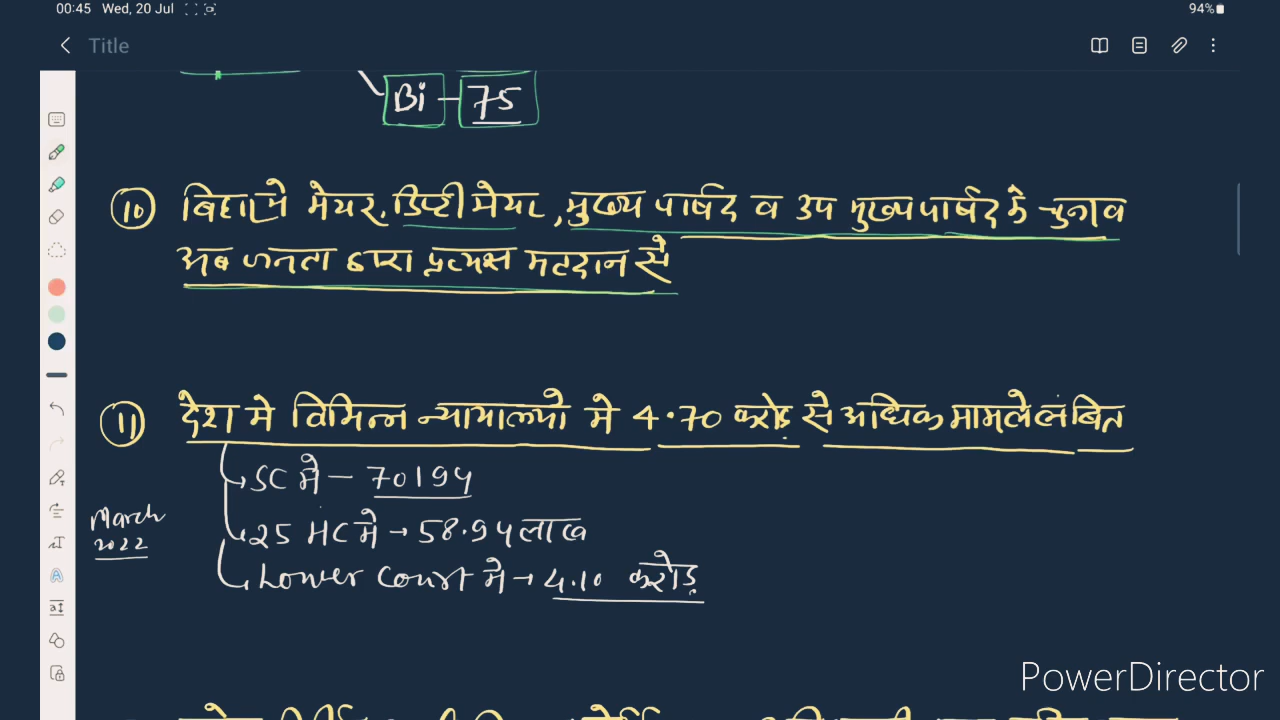 00:45 Wed, 20 Jul 94%
Title
Bi - 75
10 बिहार मे मेयर, डिप्टी मेयर, मुख्य पार्षद व उप मुख्य पार्षद के चुनाव
अब जनता द्वारा प्रत्यक्ष मतदान से
11 देश मे विभिन्न न्यायालयो मे 4.70 करोड़ से अधिक मामले लंबित
SC मे - 70194
March
2022
25 HC मे → 58.94 लाख
Lower court मे → 4.10 करोड़
PowerDirector